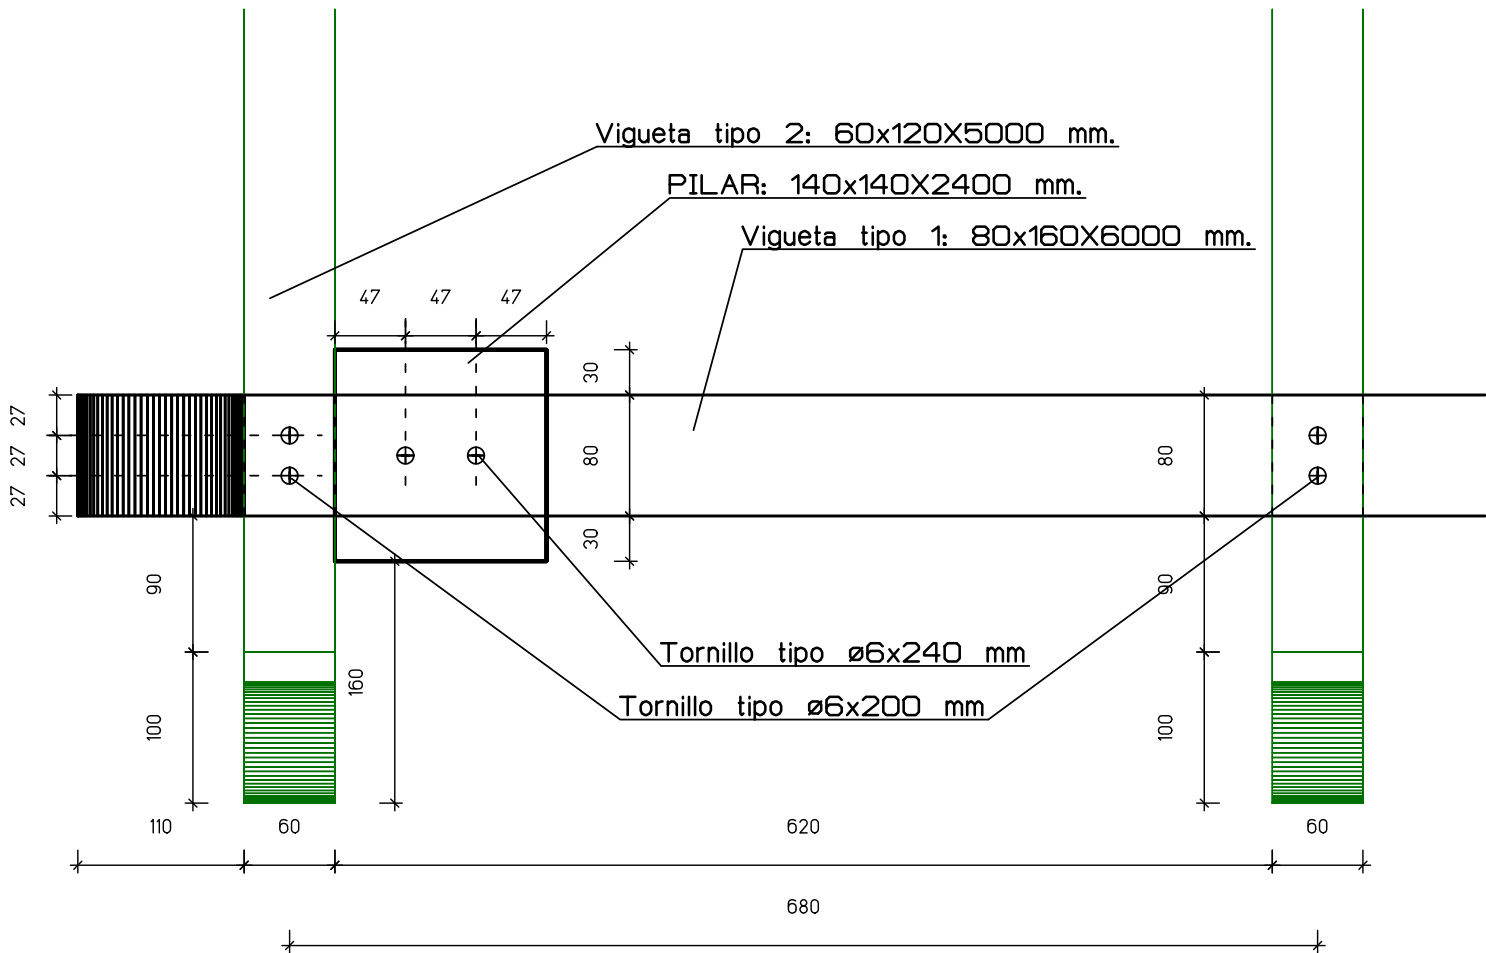 Vigueta tipo 2: 60x120X5000 mm.
PILAR: 140x140X2400 mm.
Vigueta tipo 1: 80x160X6000 mm.
47 47 47
30
80
30
27
27
27
80
90
100
90
100
160
Tornillo tipo ø6x240 mm
Tornillo tipo ø6x200 mm
110 60 620 60
680